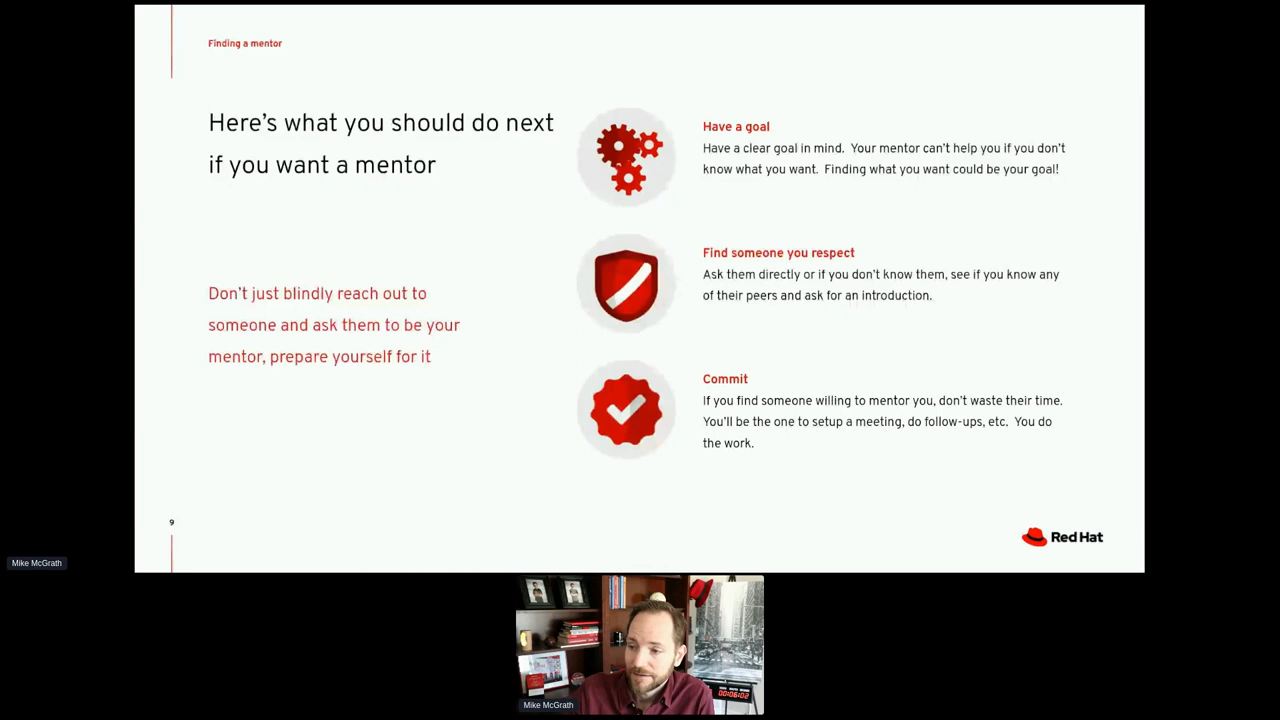 Finding a mentor
Here's what you should do next
if you want a mentor
Don't just blindly reach out to
someone and ask them to be your
mentor, prepare yourself for it
Have a goal
Have a clear goal in mind.  Your mentor can't help you if you don't
know what you want.  Finding what you want could be your goal!
Find someone you respect
Ask them directly or if you don't know them, see if you know any
of their peers and ask for an introduction.
Commit
If you find someone willing to mentor you, don't waste their time.
You'll be the one to setup a meeting, do follow-ups, etc.  You do
the work.
9
Red Hat
Mike McGrath
Mike McGrath
00:06:02